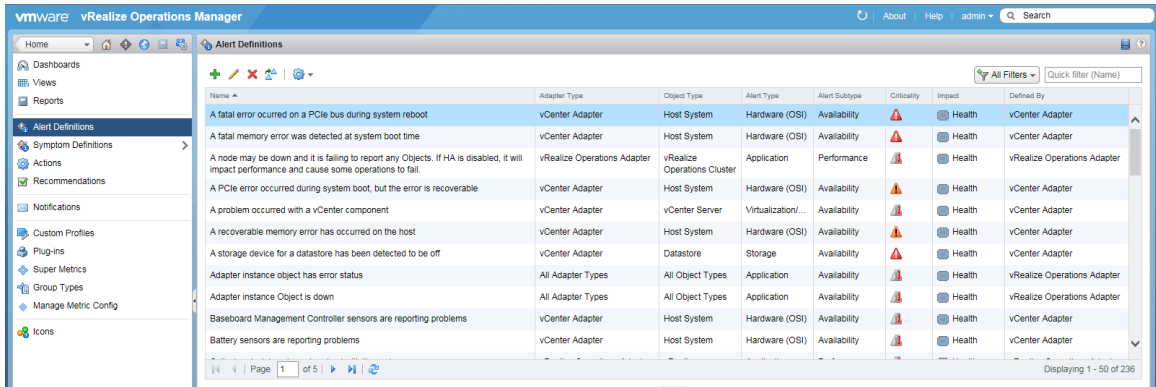 vmware vRealize Operations Manager
About Help admin Search
Home
Dashboards
Views
Reports
Alert Definitions
Symptom Definitions
Actions
Recommendations
Notifications
Custom Profiles
Plug-ins
Super Metrics
Group Types
Manage Metric Config
Icons
Alert Definitions
All Filters Quick filter (Name)
Name Adapter Type Object Type Alert Type Alert Subtype Criticality Impact Defined By
A fatal error ocurred on a PCIe bus during system reboot vCenter Adapter Host System Hardware (OSI) Availability Health vCenter Adapter
A fatal memory error was detected at system boot time vCenter Adapter Host System Hardware (OSI) Availability Health vCenter Adapter
A node may be down and it is failing to report any Objects. If HA is disabled, it will vRealize Operations Adapter vRealize Application Performance Health vRealize Operations Adapter
impact performance and cause some operations to fail. Operations Cluster
A PCIe error occurred during system boot, but the error is recoverable vCenter Adapter Host System Hardware (OSI) Availability Health vCenter Adapter
A problem occurred with a vCenter component vCenter Adapter vCenter Server Virtualization/... Availability Health vCenter Adapter
A recoverable memory error has occurred on the host vCenter Adapter Host System Hardware (OSI) Availability Health vCenter Adapter
A storage device for a datastore has been detected to be off vCenter Adapter Datastore Storage Availability Health vCenter Adapter
Adapter instance object has error status All Adapter Types All Object Types Application Availability Health vRealize Operations Adapter
Adapter instance Object is down All Adapter Types All Object Types Application Availability Health vRealize Operations Adapter
Baseboard Management Controller sensors are reporting problems vCenter Adapter Host System Hardware (OSI) Availability Health vCenter Adapter
Battery sensors are reporting problems vCenter Adapter Host System Hardware (OSI) Availability Health vCenter Adapter
Page 1 of 5 Displaying 1 - 50 of 236